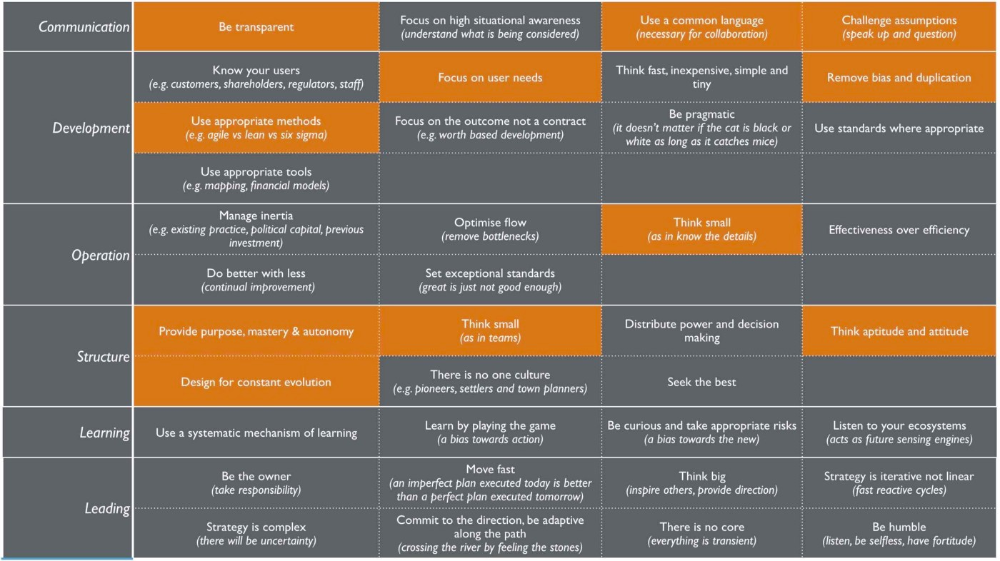 Communication
Be transparent
Focus on high situational awareness
(understand what is being considered)
Use a common language
(necessary for collaboration)
Challenge assumptions
(speak up and question)
Development
Know your users
(e.g. customers, shareholders, regulators, staff)
Focus on user needs
Think fast, inexpensive, simple and
tiny
Remove bias and duplication
Use appropriate methods
(e.g. agile vs lean vs six sigma)
Focus on the outcome not a contract
(e.g. worth based development)
Be pragmatic
(it doesn't matter if the cat is black or
white as long as it catches mice)
Use standards where appropriate
Use appropriate tools
(e.g. mapping, financial models)
Operation
Manage inertia
(e.g. existing practice, political capital, previous
investment)
Optimise flow
(remove bottlenecks)
Think small
(as in know the details)
Effectiveness over efficiency
Do better with less
(continual improvement)
Set exceptional standards
(great is just not good enough)
Structure
Provide purpose, mastery & autonomy
Think small
(as in teams)
Distribute power and decision
making
Think aptitude and attitude
Design for constant evolution
There is no one culture
(e.g. pioneers, settlers and town planners)
Seek the best
Learning
Use a systematic mechanism of learning
Learn by playing the game
(a bias towards action)
Be curious and take appropriate risks
(a bias towards the new)
Listen to your ecosystems
(acts as future sensing engines)
Leading
Be the owner
(take responsibility)
Move fast
(an imperfect plan executed today is better
than a perfect plan executed tomorrow)
Think big
(inspire others, provide direction)
Strategy is iterative not linear
(fast reactive cycles)
Strategy is complex
(there will be uncertainty)
Commit to the direction, be adaptive
along the path
(crossing the river by feeling the stones)
There is no core
(everything is transient)
Be humble
(listen, be selfless, have fortitude)